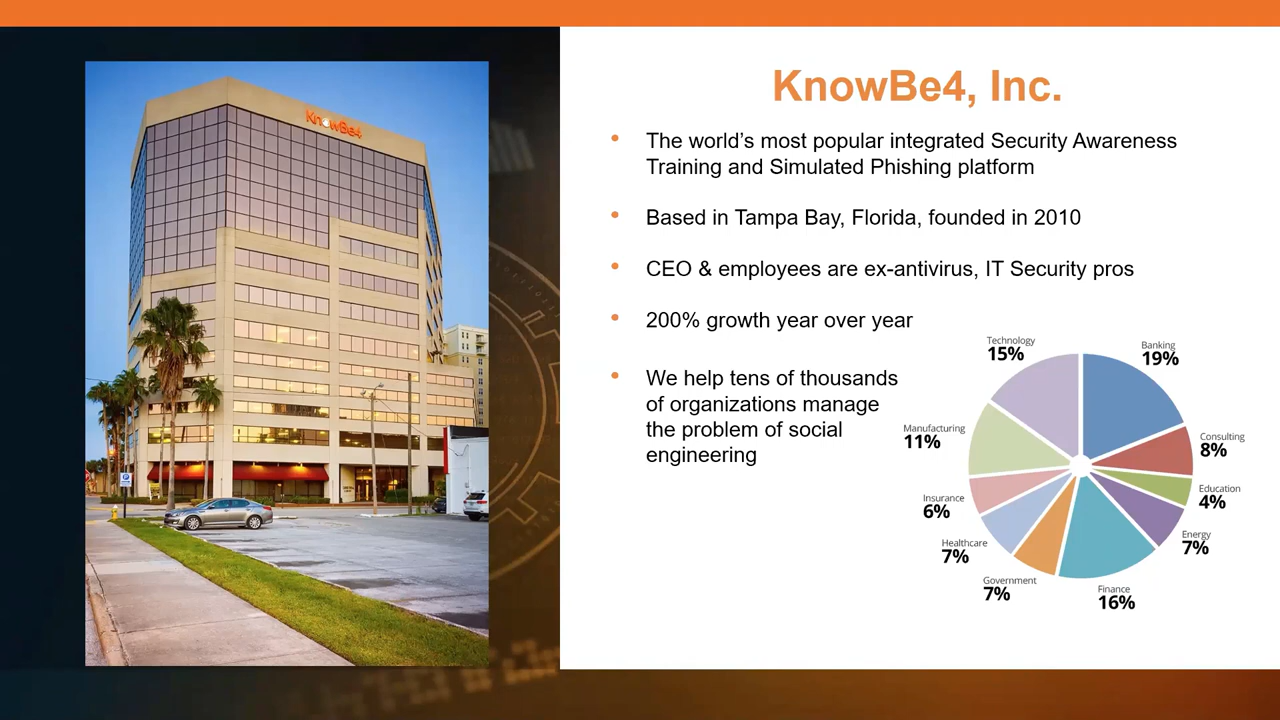 KnowBe4
KnowBe4, Inc.
• The world's most popular integrated Security Awareness
Training and Simulated Phishing platform
• Based in Tampa Bay, Florida, founded in 2010
• CEO & employees are ex-antivirus, IT Security pros
• 200% growth year over year
• We help tens of thousands
of organizations manage
the problem of social
engineering
Banking
19%
Consulting
8%
Education
4%
Energy
7%
Finance
16%
Government
7%
Healthcare
7%
Insurance
6%
Manufacturing
11%
Technology
15%